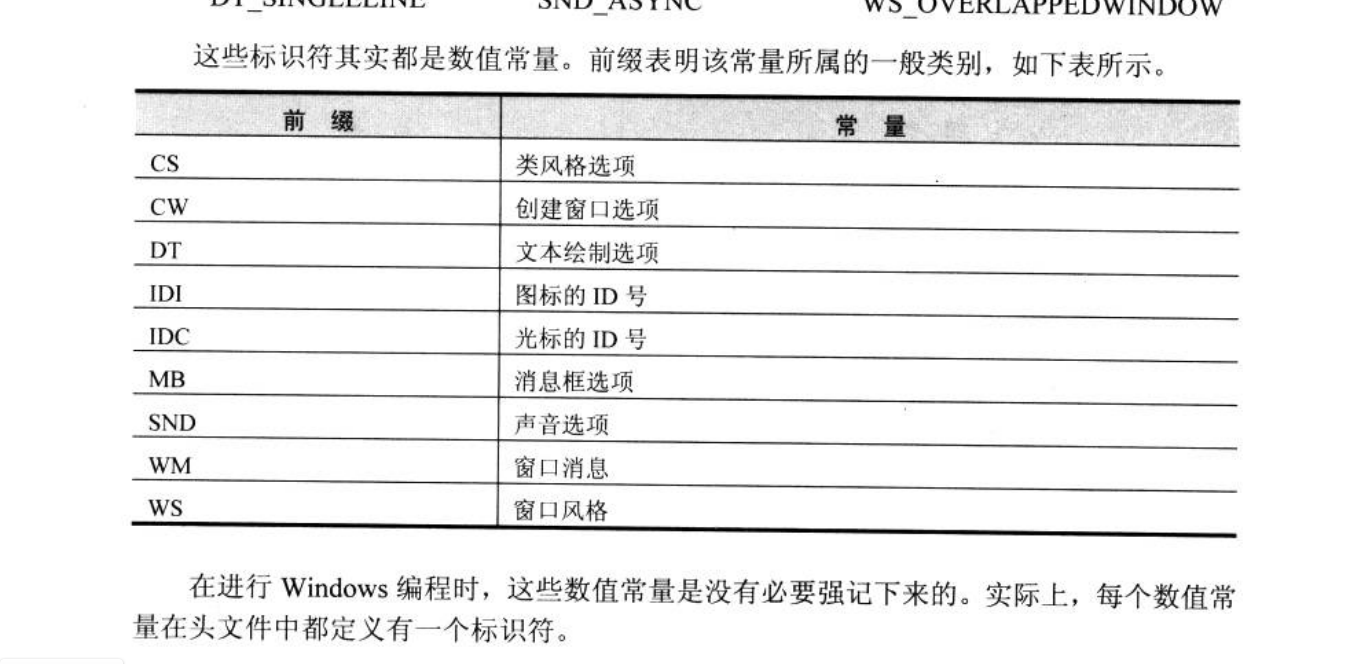 DT_SINGLELINE SND_ASYNC WS_OVERLAPPEDWINDOW
这些标识符其实都是数值常量。前缀表明该常量所属的一般类别，如下表所示。
前 缀 常 量
CS 类风格选项
CW 创建窗口选项
DT 文本绘制选项
IDI 图标的 ID 号
IDC 光标的 ID 号
MB 消息框选项
SND 声音选项
WM 窗口消息
WS 窗口风格
在进行 Windows 编程时，这些数值常量是没有必要强记下来的。实际上，每个数值常
量在头文件中都定义有一个标识符。